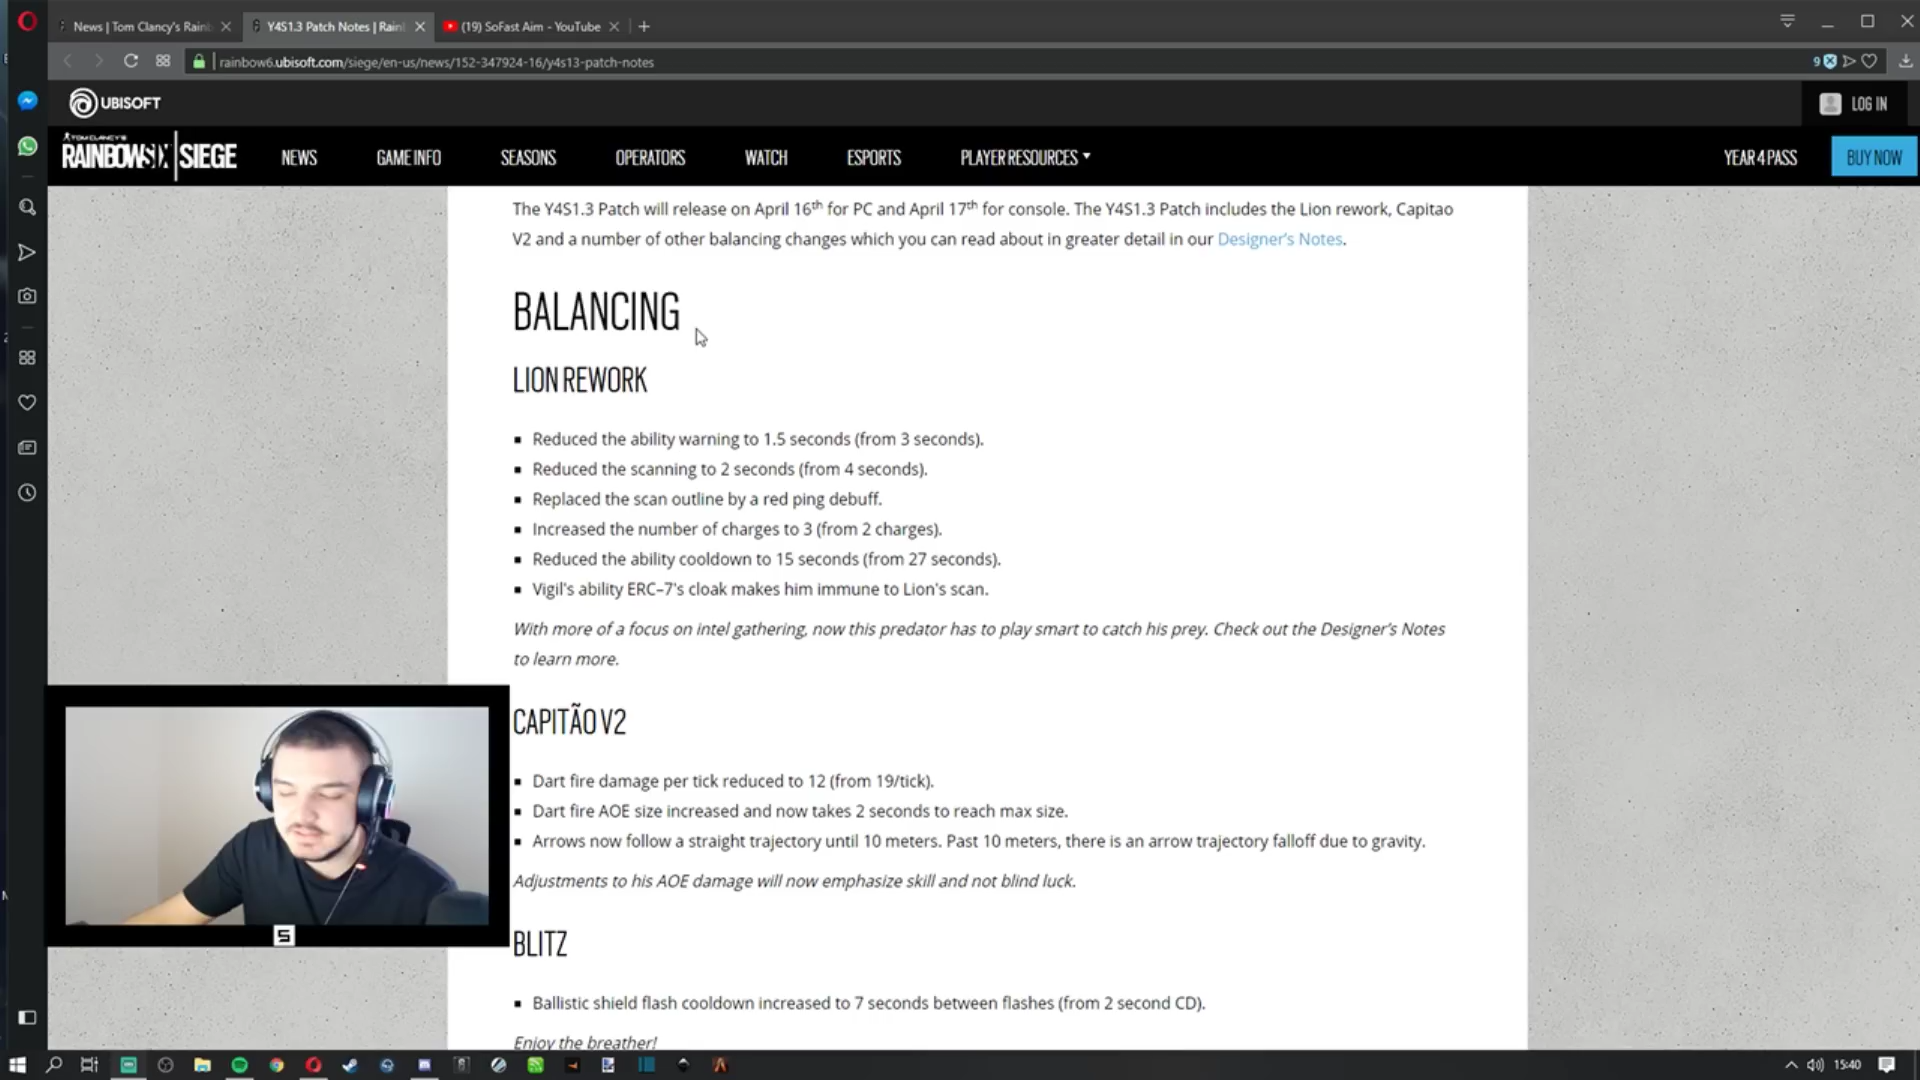 News | Tom Clancy's Rainb
Y4S1.3 Patch Notes | Rain
(19) SoFast Aim - YouTube
rainbow6.ubisoft.com/siege/en-us/news/152-347924-16/y4s13-patch-notes
9
UBISOFT
LOG IN
TOM CLANCY'S
RAINBOWSIX | SIEGE
NEWS
GAME INFO
SEASONS
OPERATORS
WATCH
ESPORTS
PLAYER RESOURCES
YEAR 4 PASS
BUY NOW
The Y4S1.3 Patch will release on April 16th for PC and April 17th for console. The Y4S1.3 Patch includes the Lion rework, Capitao
V2 and a number of other balancing changes which you can read about in greater detail in our Designer's Notes.
BALANCING
LION REWORK
▪ Reduced the ability warning to 1.5 seconds (from 3 seconds).
▪ Reduced the scanning to 2 seconds (from 4 seconds).
▪ Replaced the scan outline by a red ping debuff.
▪ Increased the number of charges to 3 (from 2 charges).
▪ Reduced the ability cooldown to 15 seconds (from 27 seconds).
▪ Vigil's ability ERC–7's cloak makes him immune to Lion's scan.
With more of a focus on intel gathering, now this predator has to play smart to catch his prey. Check out the Designer's Notes
to learn more.
CAPITÃO V2
▪ Dart fire damage per tick reduced to 12 (from 19/tick).
▪ Dart fire AOE size increased and now takes 2 seconds to reach max size.
▪ Arrows now follow a straight trajectory until 10 meters. Past 10 meters, there is an arrow trajectory falloff due to gravity.
Adjustments to his AOE damage will now emphasize skill and not blind luck.
S
BLITZ
▪ Ballistic shield flash cooldown increased to 7 seconds between flashes (from 2 second CD).
Enjoy the breather!
15:40